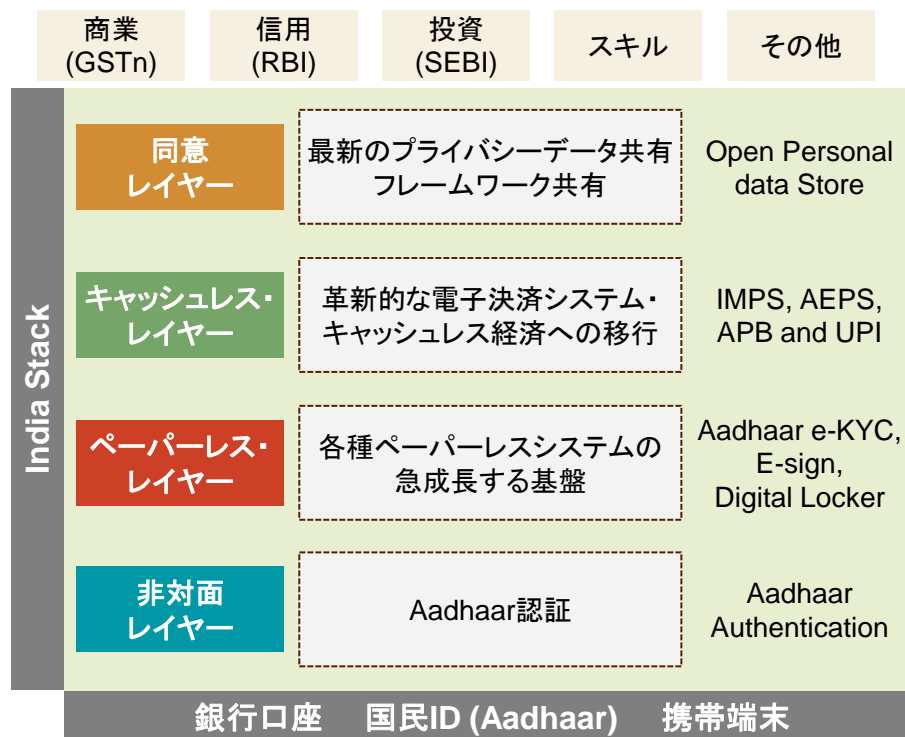 商業
(GSTn)
信用
(RBI)
投資
(SEBI)
スキル
その他
India Stack
同意
レイヤー
最新のプライバシーデータ共有
フレームワーク共有
Open Personal
data Store
キャッシュレス・
レイヤー
革新的な電子決済システム・
キャッシュレス経済への移行
IMPS, AEPS,
APB and UPI
ペーパーレス・
レイヤー
各種ペーパーレスシステムの
急成長する基盤
Aadhaar e-KYC,
E-sign,
Digital Locker
非対面
レイヤー
Aadhaar認証
Aadhaar
Authentication
銀行口座 国民ID (Aadhaar) 携帯端末